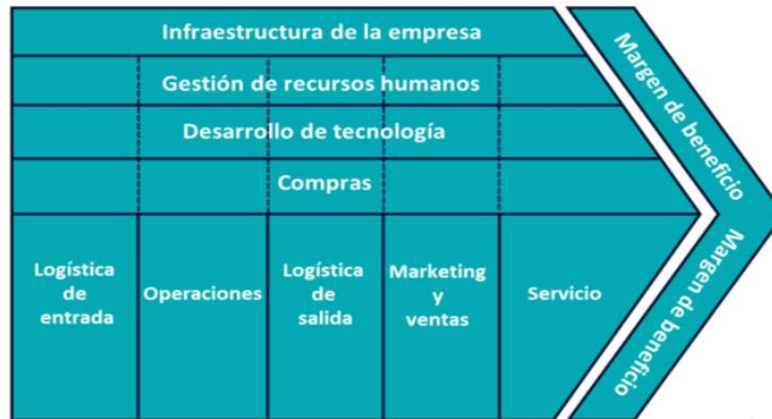 Infraestructura de la empresa
Gestión de recursos humanos
Desarrollo de tecnología
Compras
Logística
de
entrada
Operaciones
Logística
de
salida
Marketing
y
ventas
Servicio
Margen de beneficio
Margen de beneficio